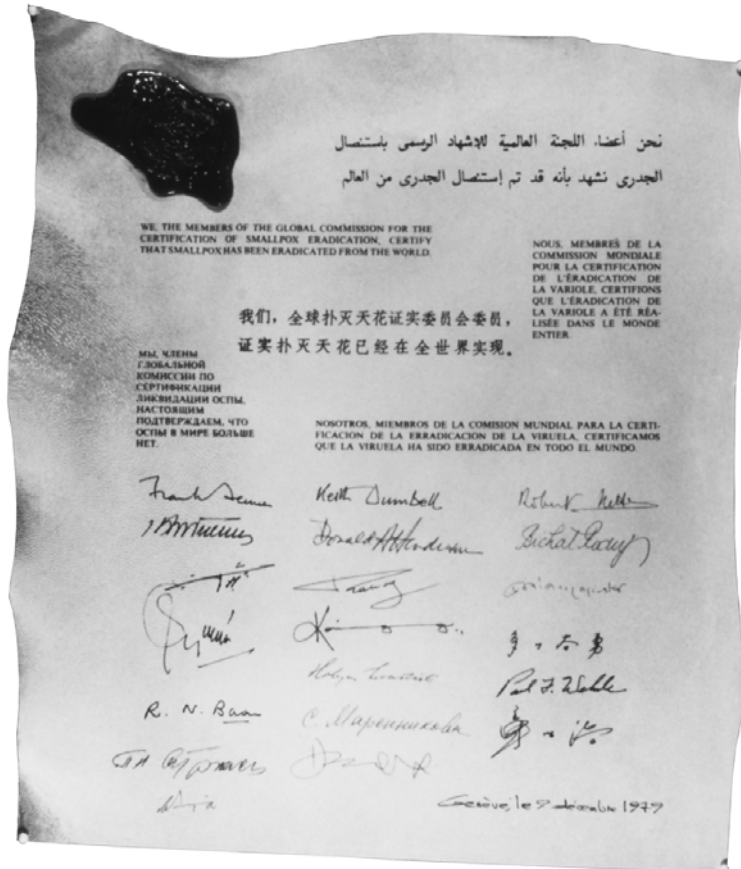 نحن أعضاء اللجنة العالمية للإشهاد الرسمى باستئصال
الجدرى نشهد بأنه قد تم إستئصال الجدرى من العالم
WE, THE MEMBERS OF THE GLOBAL COMMISSION FOR THE
CERTIFICATION OF SMALLPOX ERADICATION, CERTIFY
THAT SMALLPOX HAS BEEN ERADICATED FROM THE WORLD.
NOUS, MEMBRES DE LA
COMMISSION MONDIALE
POUR LA CERTIFICATION
DE L'ÉRADICATION DE
LA VARIOLE, CERTIFIONS
QUE L'ÉRADICATION DE
LA VARIOLE A ÉTÉ RÉA-
LISÉE DANS LE MONDE
ENTIER.
我们，全球扑灭天花证实委员会委员，
证实扑灭天花已经在全世界实现。
МЫ, ЧЛЕНЫ
ГЛОБАЛЬНОЙ
КОМИССИИ ПО
СЕРТИФИКАЦИИ
ЛИКВИДАЦИИ ОСПЫ,
НАСТОЯЩИМ
ПОДТВЕРЖДАЕМ, ЧТО
ОСПЫ В МИРЕ БОЛЬШЕ
НЕТ.
NOSOTROS, MIEMBROS DE LA COMISION MUNDIAL PARA LA CERTI-
FICACION DE LA ERRADICACION DE LA VIRUELA, CERTIFICAMOS
QUE LA VIRUELA HA SIDO ERRADICADA EN TODO EL MUNDO.
Frank Fenner Keith Dumbell Robert
Donald A Henderson
Paul F. Wehrle
R. N. Basu С. Маренникова
Genève, le 9 décembre 1979